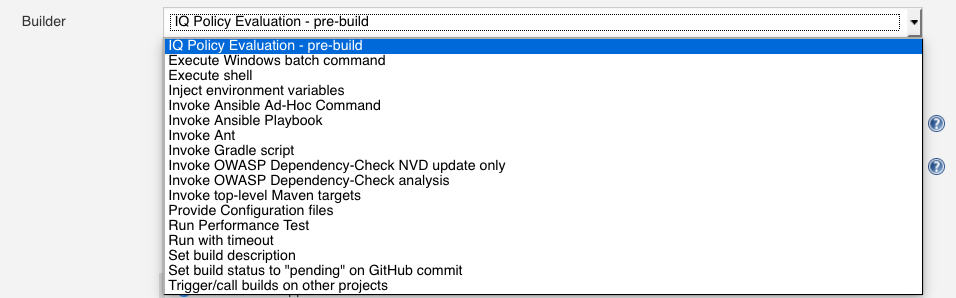 Builder
IQ Policy Evaluation - pre-build
IQ Policy Evaluation - pre-build
Execute Windows batch command
Execute shell
Inject environment variables
Invoke Ansible Ad-Hoc Command
Invoke Ansible Playbook
Invoke Ant
Invoke Gradle script
Invoke OWASP Dependency-Check NVD update only
Invoke OWASP Dependency-Check analysis
Invoke top-level Maven targets
Provide Configuration files
Run Performance Test
Run with timeout
Set build description
Set build status to "pending" on GitHub commit
Trigger/call builds on other projects